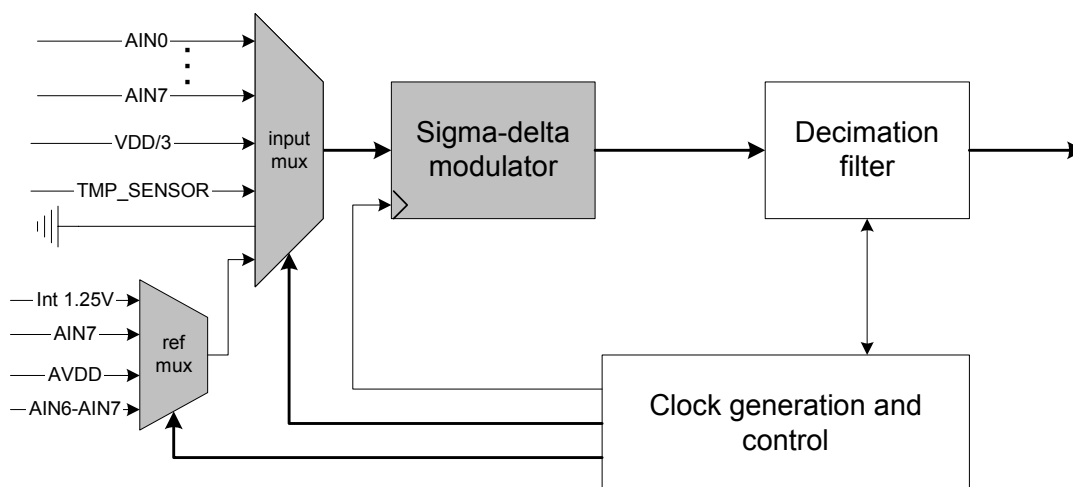 AIN0
AIN7
VDD/3
TMP_SENSOR
input
mux
Sigma-delta
modulator
Decimation
filter
Int 1.25V
AIN7
AVDD
AIN6-AIN7
ref
mux
Clock generation and
control